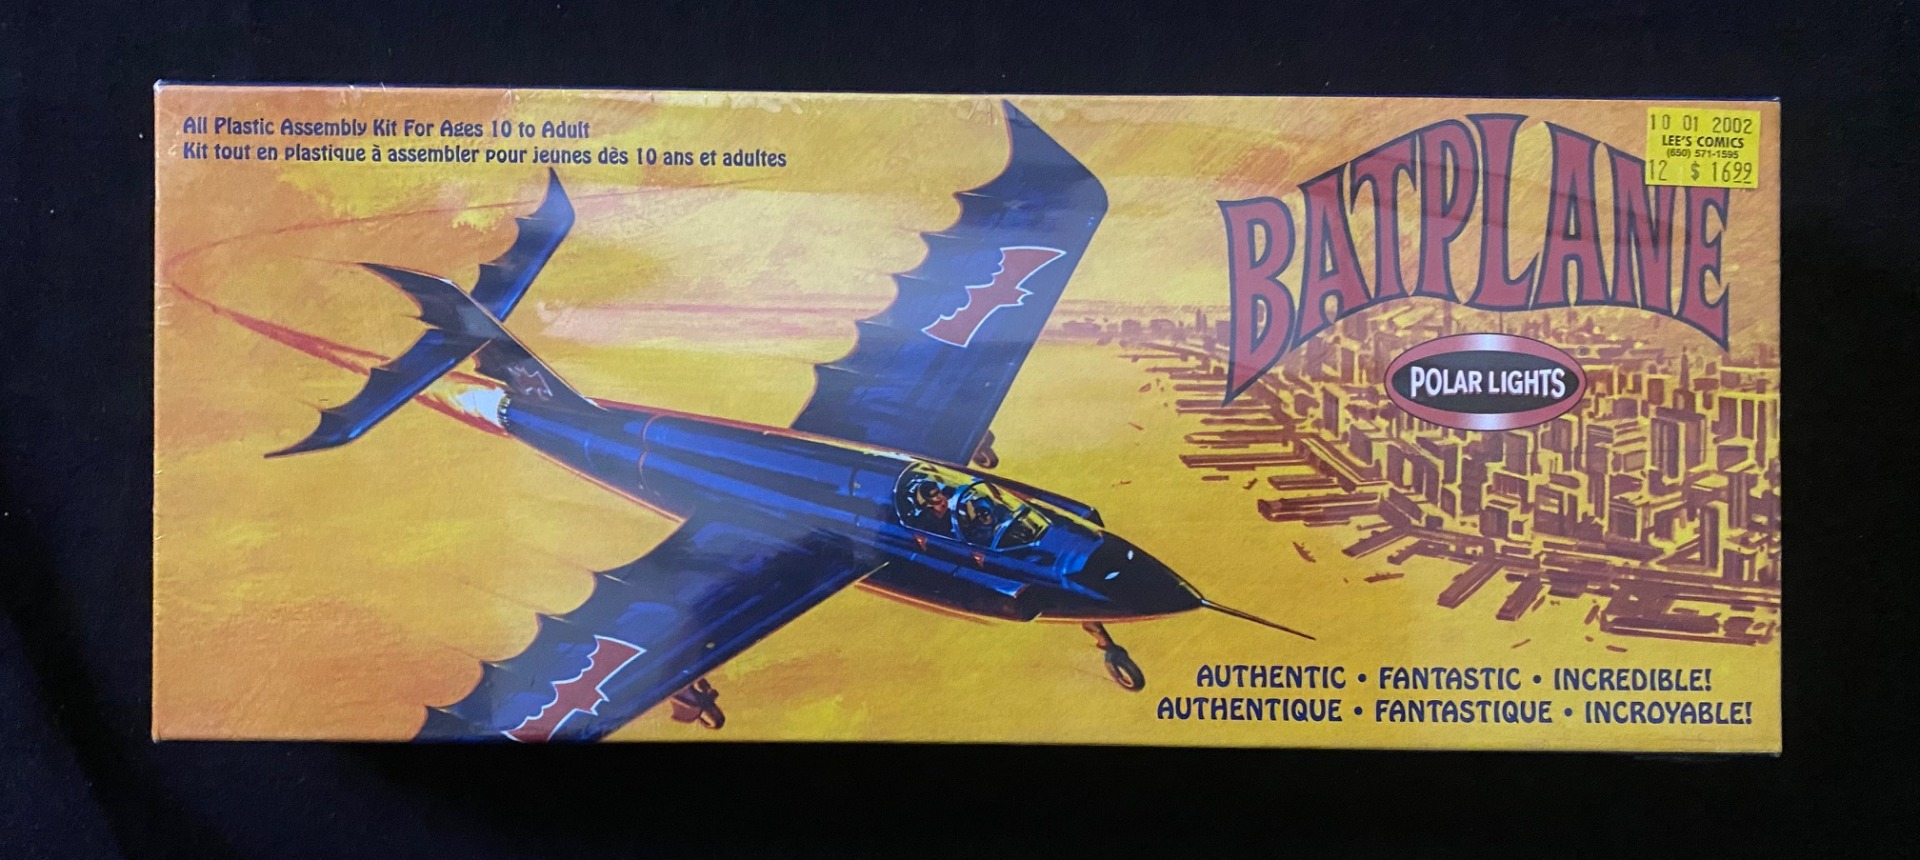 All Plastic Assembly Kit For Ages 10 to Adult
Kit tout en plastique à assembler pour jeunes dès 10 ans et adultes
10 01 2002
LEE'S COMICS
(650) 571-1595
12 $ 16.99
BATPLANE
POLAR LIGHTS
AUTHENTIC • FANTASTIC • INCREDIBLE!
AUTHENTIQUE • FANTASTIQUE • INCROYABLE!